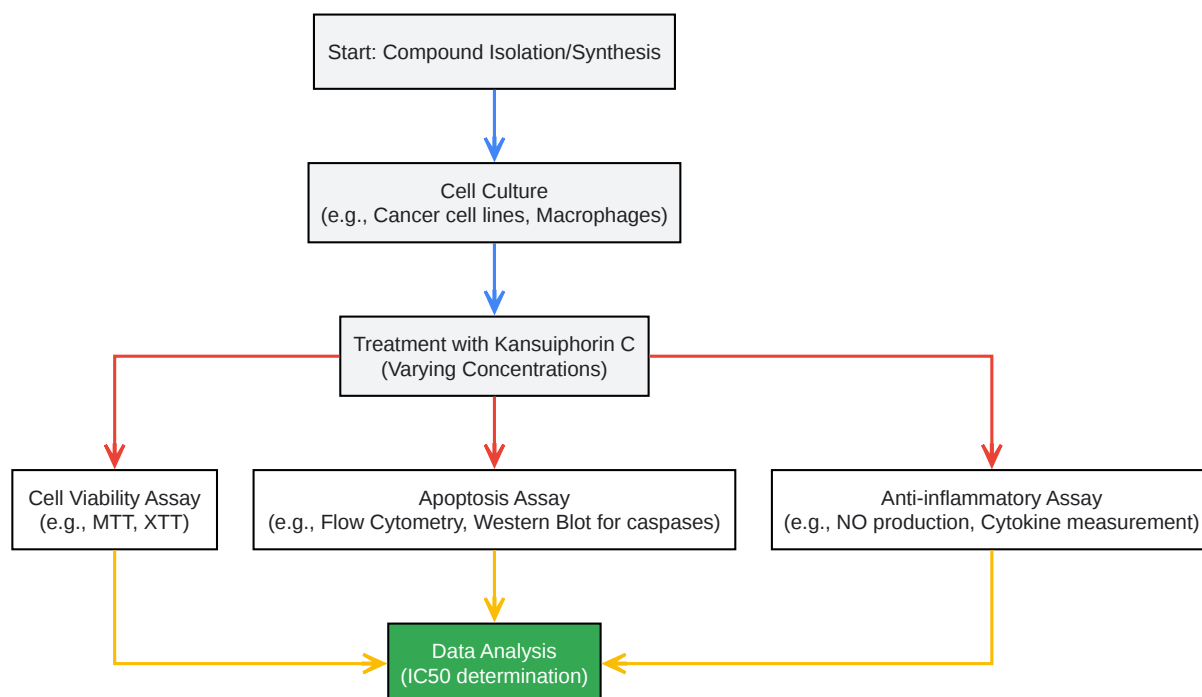 Start: Compound Isolation/Synthesis
Cell Culture
(e.g., Cancer cell lines, Macrophages)
Treatment with Kansuiphorin C
(Varying Concentrations)
Cell Viability Assay
(e.g., MTT, XTT)
Apoptosis Assay
(e.g., Flow Cytometry, Western Blot for caspases)
Anti-inflammatory Assay
(e.g., NO production, Cytokine measurement)
Data Analysis
(IC50 determination)